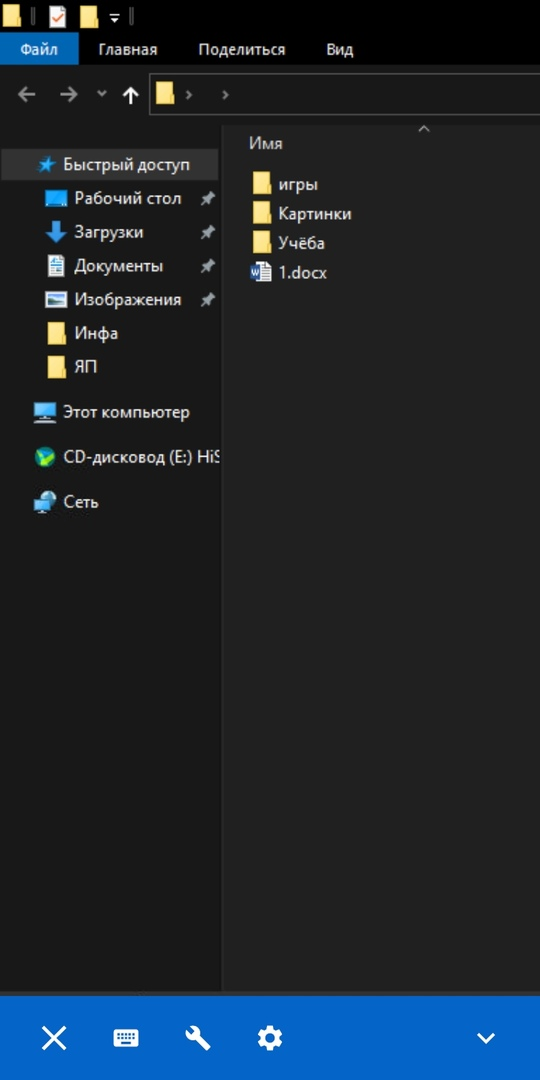 Файл Главная Поделиться Вид
Имя
Быстрый доступ
Рабочий стол
Загрузки
Документы
Изображения
Инфа
ЯП
Этот компьютер
CD-дисковод (E:) HiS
Сеть
игры
Картинки
Учёба
1.docx